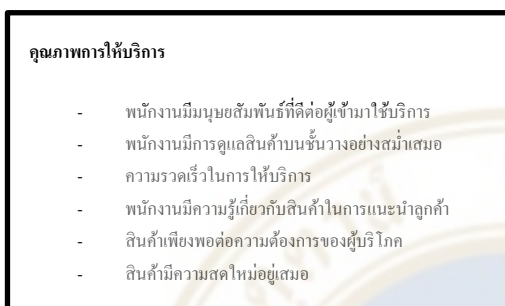 คุณภาพการให้บริการ
- พนักงานมีมนุษยสัมพันธ์ที่ดีต่อผู้เข้ามาใช้บริการ
- พนักงานมีการดูแลสินค้าบนชั้นวางอย่างสม่ำเสมอ
- ความรวดเร็วในการให้บริการ
- พนักงานมีความรู้เกี่ยวกับสินค้าในการแนะนำลูกค้า
- สินค้าเพียงพอต่อความต้องการของผู้บริโภค
- สินค้ามีความสดใหม่อยู่เสมอ